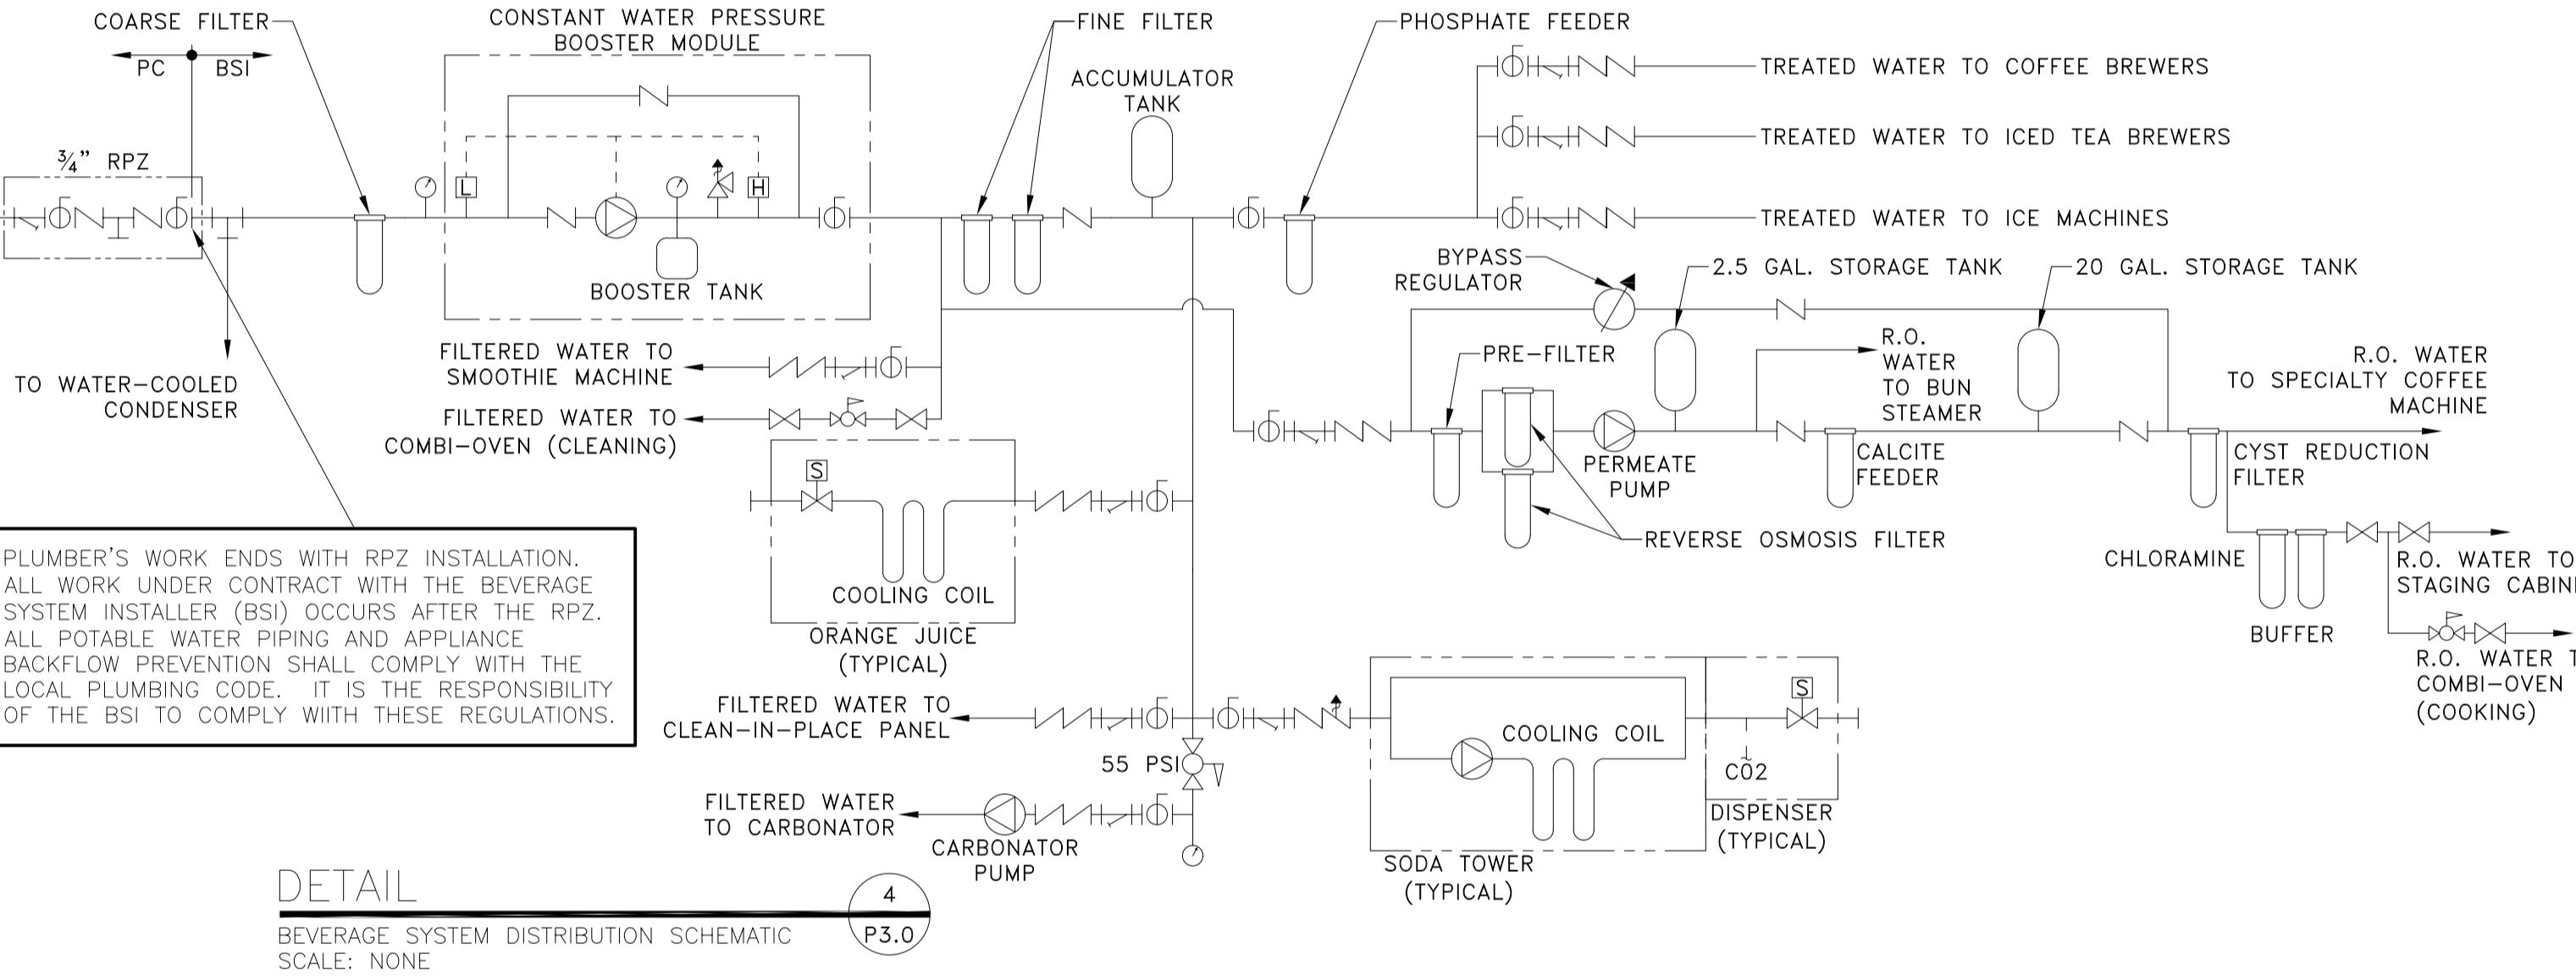 COARSE FILTER
PC
BSI
CONSTANT WATER PRESSURE
BOOSTER MODULE
FINE FILTER
ACCUMULATOR
TANK
PHOSPHATE FEEDER
TREATED WATER TO COFFEE BREWERS
TREATED WATER TO ICED TEA BREWERS
TREATED WATER TO ICE MACHINES
¾" RPZ
L
H
BOOSTER TANK
BYPASS
REGULATOR
2.5 GAL. STORAGE TANK
20 GAL. STORAGE TANK
TO WATER-COOLED
CONDENSER
FILTERED WATER TO
SMOOTHIE MACHINE
FILTERED WATER TO
COMBI-OVEN (CLEANING)
PRE-FILTER
R.O.
WATER
TO BUN
STEAMER
R.O. WATER
TO SPECIALTY COFFEE
MACHINE
PERMEATE
PUMP
CALCITE
FEEDER
CYST REDUCTION
FILTER
REVERSE OSMOSIS FILTER
S
COOLING COIL
ORANGE JUICE
(TYPICAL)
CHLORAMINE
BUFFER
R.O. WATER TO
STAGING CABIN
R.O. WATER T
COMBI-OVEN
(COOKING)
PLUMBER'S WORK ENDS WITH RPZ INSTALLATION.
ALL WORK UNDER CONTRACT WITH THE BEVERAGE
SYSTEM INSTALLER (BSI) OCCURS AFTER THE RPZ.
ALL POTABLE WATER PIPING AND APPLIANCE
BACKFLOW PREVENTION SHALL COMPLY WITH THE
LOCAL PLUMBING CODE. IT IS THE RESPONSIBILITY
OF THE BSI TO COMPLY WIITH THESE REGULATIONS.
FILTERED WATER TO
CLEAN-IN-PLACE PANEL
55 PSI
FILTERED WATER
TO CARBONATOR
CARBONATOR
PUMP
COOLING COIL
SODA TOWER
(TYPICAL)
S
CO2
DISPENSER
(TYPICAL)
DETAIL
4
P3.0
BEVERAGE SYSTEM DISTRIBUTION SCHEMATIC
SCALE: NONE